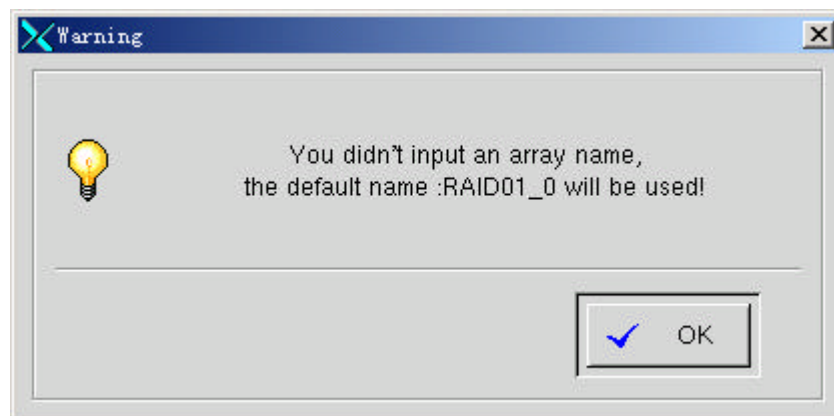 Warning
You didn't input an array name,
the default name :RAID01_0 will be used!
OK